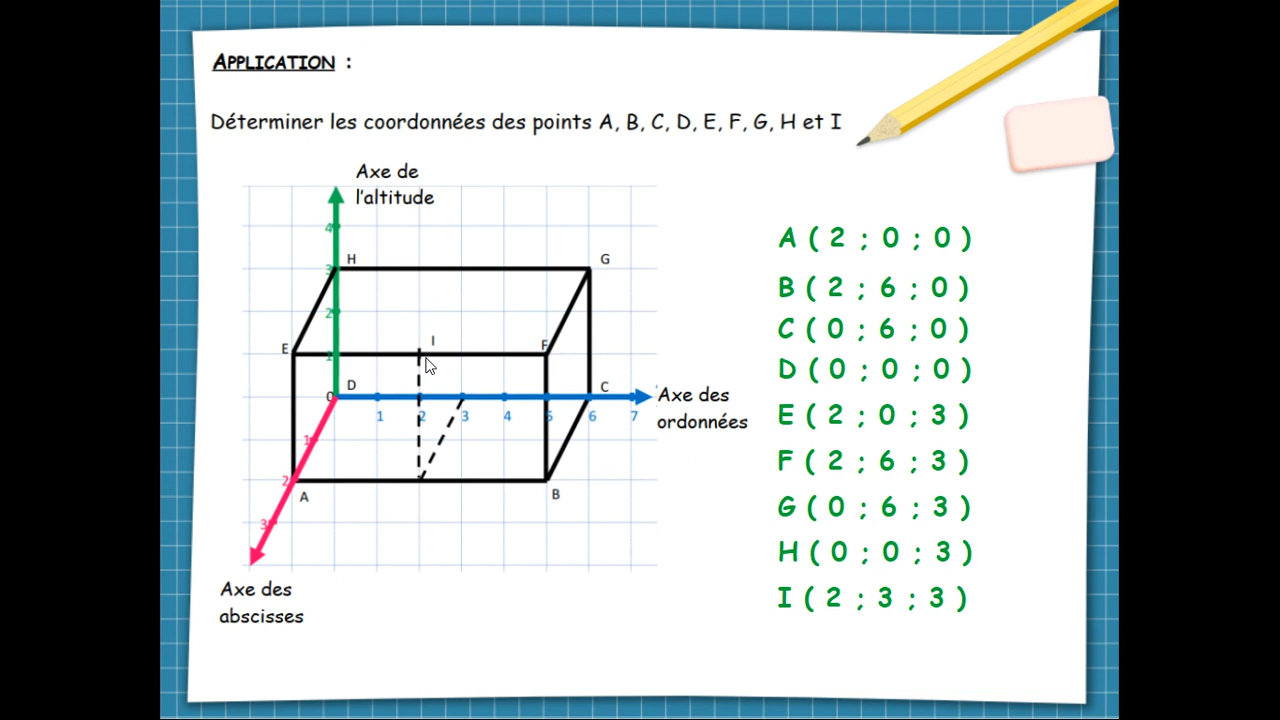 APPLICATION :
Déterminer les coordonnées des points A, B, C, D, E, F, G, H et I
Axe de
l'altitude
4
H
G
3
2
I
E
F
1
D
C
0
Axe des
ordonnées
1 2 3 4 5 6 7
1
2
A
B
3
Axe des
abscisses
A ( 2 ; 0 ; 0 )
B ( 2 ; 6 ; 0 )
C ( 0 ; 6 ; 0 )
D ( 0 ; 0 ; 0 )
E ( 2 ; 0 ; 3 )
F ( 2 ; 6 ; 3 )
G ( 0 ; 6 ; 3 )
H ( 0 ; 0 ; 3 )
I ( 2 ; 3 ; 3 )